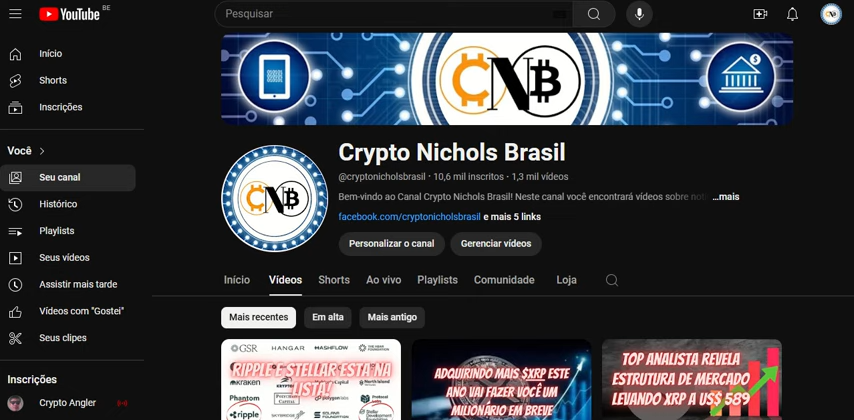 YouTube BE
Pesquisar
Início
Shorts
Inscrições
Você
Seu canal
Histórico
Playlists
Seus vídeos
Assistir mais tarde
Vídeos com "Gostei"
Seus clipes
Inscrições
Crypto Angler
CNB
CNB
Crypto Nichols Brasil
@cryptonicholsbrasil · 10,6 mil inscritos · 1,3 mil vídeos
Bem-vindo ao Canal Crypto Nichols Brasil! Neste canal você encontrará vídeos sobre not ...mais
facebook.com/cryptonicholsbrasil e mais 5 links
Personalizar o canal
Gerenciar vídeos
Início Vídeos Shorts Ao vivo Playlists Comunidade Loja
Mais recentes Em alta Mais antigo
GSR HANGAR MASHFLOW
RIPPLE E STELLAR ESTÁ NA
LISTA!
kraken
ripple
ADQUIRINDO MAIS $XRP ESTE
ANO VAI FAZER VOCÊ UM
MILIONÁRIO EM BREVE
TOP ANALISTA REVELA
ESTRUTURA DE MERCADO
LEVANDO XRP A US$ 589